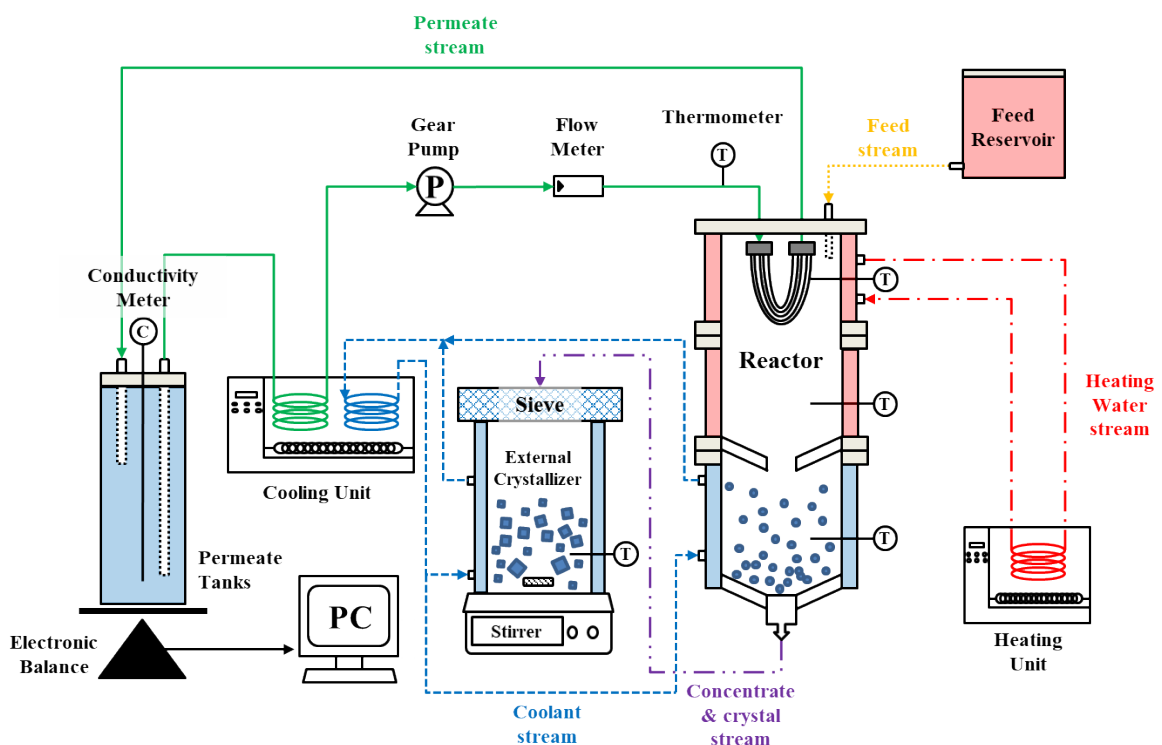 Permeate
stream
Gear
Pump
P
Flow
Meter
Thermometer
T
Feed
stream
Feed
Reservoir
Conductivity
Meter
C
T
Reactor
Sieve
Heating
Water
stream
T
External
Crystallizer
Cooling Unit
T
T
Permeate
Tanks
PC
Stirrer
Electronic
Balance
Heating
Unit
Coolant
stream
Concentrate
& crystal
stream